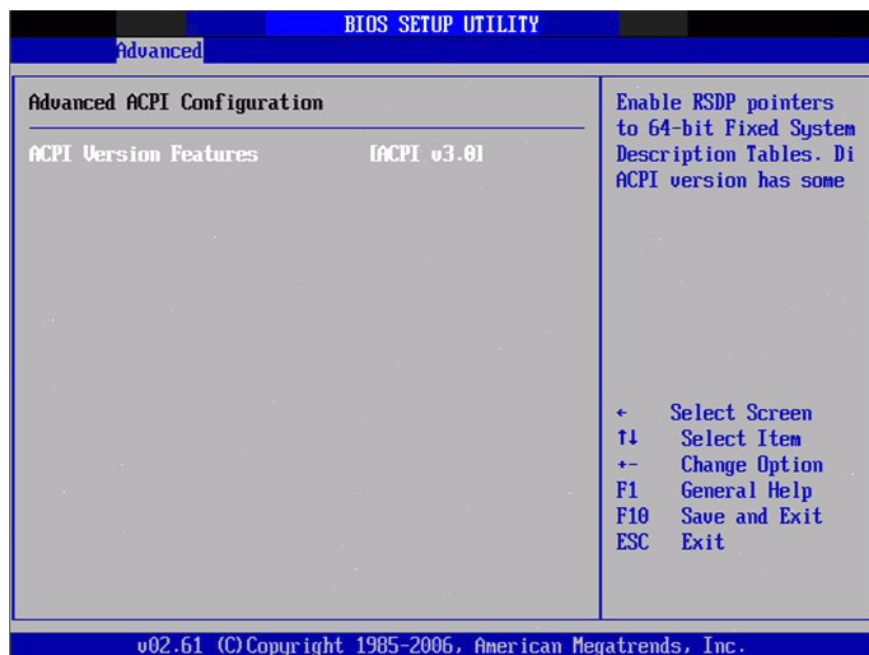 BIOS SETUP UTILITY
Advanced
Advanced ACPI Configuration
ACPI Version Features [ACPI v3.0]
Enable RSDP pointers
to 64-bit Fixed System
Description Tables. Di
ACPI version has some
← Select Screen
↑↓ Select Item
+- Change Option
F1 General Help
F10 Save and Exit
ESC Exit
v02.61 (C)Copyright 1985-2006, American Megatrends, Inc.